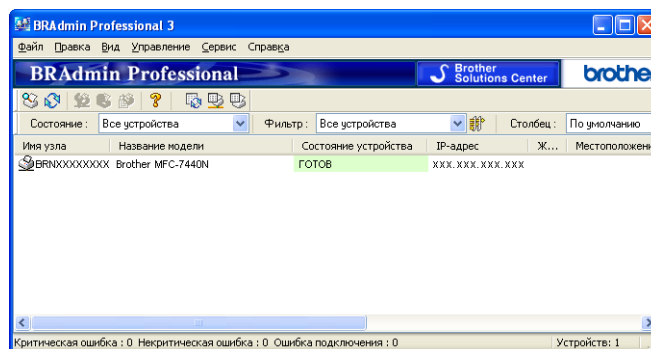 BRAdmin Professional 3
Файл Правка Вид Управление Сервис Справка
BRAdmin Professional Brother Solutions Center brothe
Состояние : Все устройства Фильтр : Все устройства Столбец : По умолчанию
Имя узла Название модели Состояние устройства IP-адрес Ж... Местоположени
BRNXXXXXXXX Brother MFC-7440N ГОТОВ xxx.xxx.xxx.xxx
Критическая ошибка : 0 Некритическая ошибка : 0 Ошибка подключения : 0 Устройств: 1